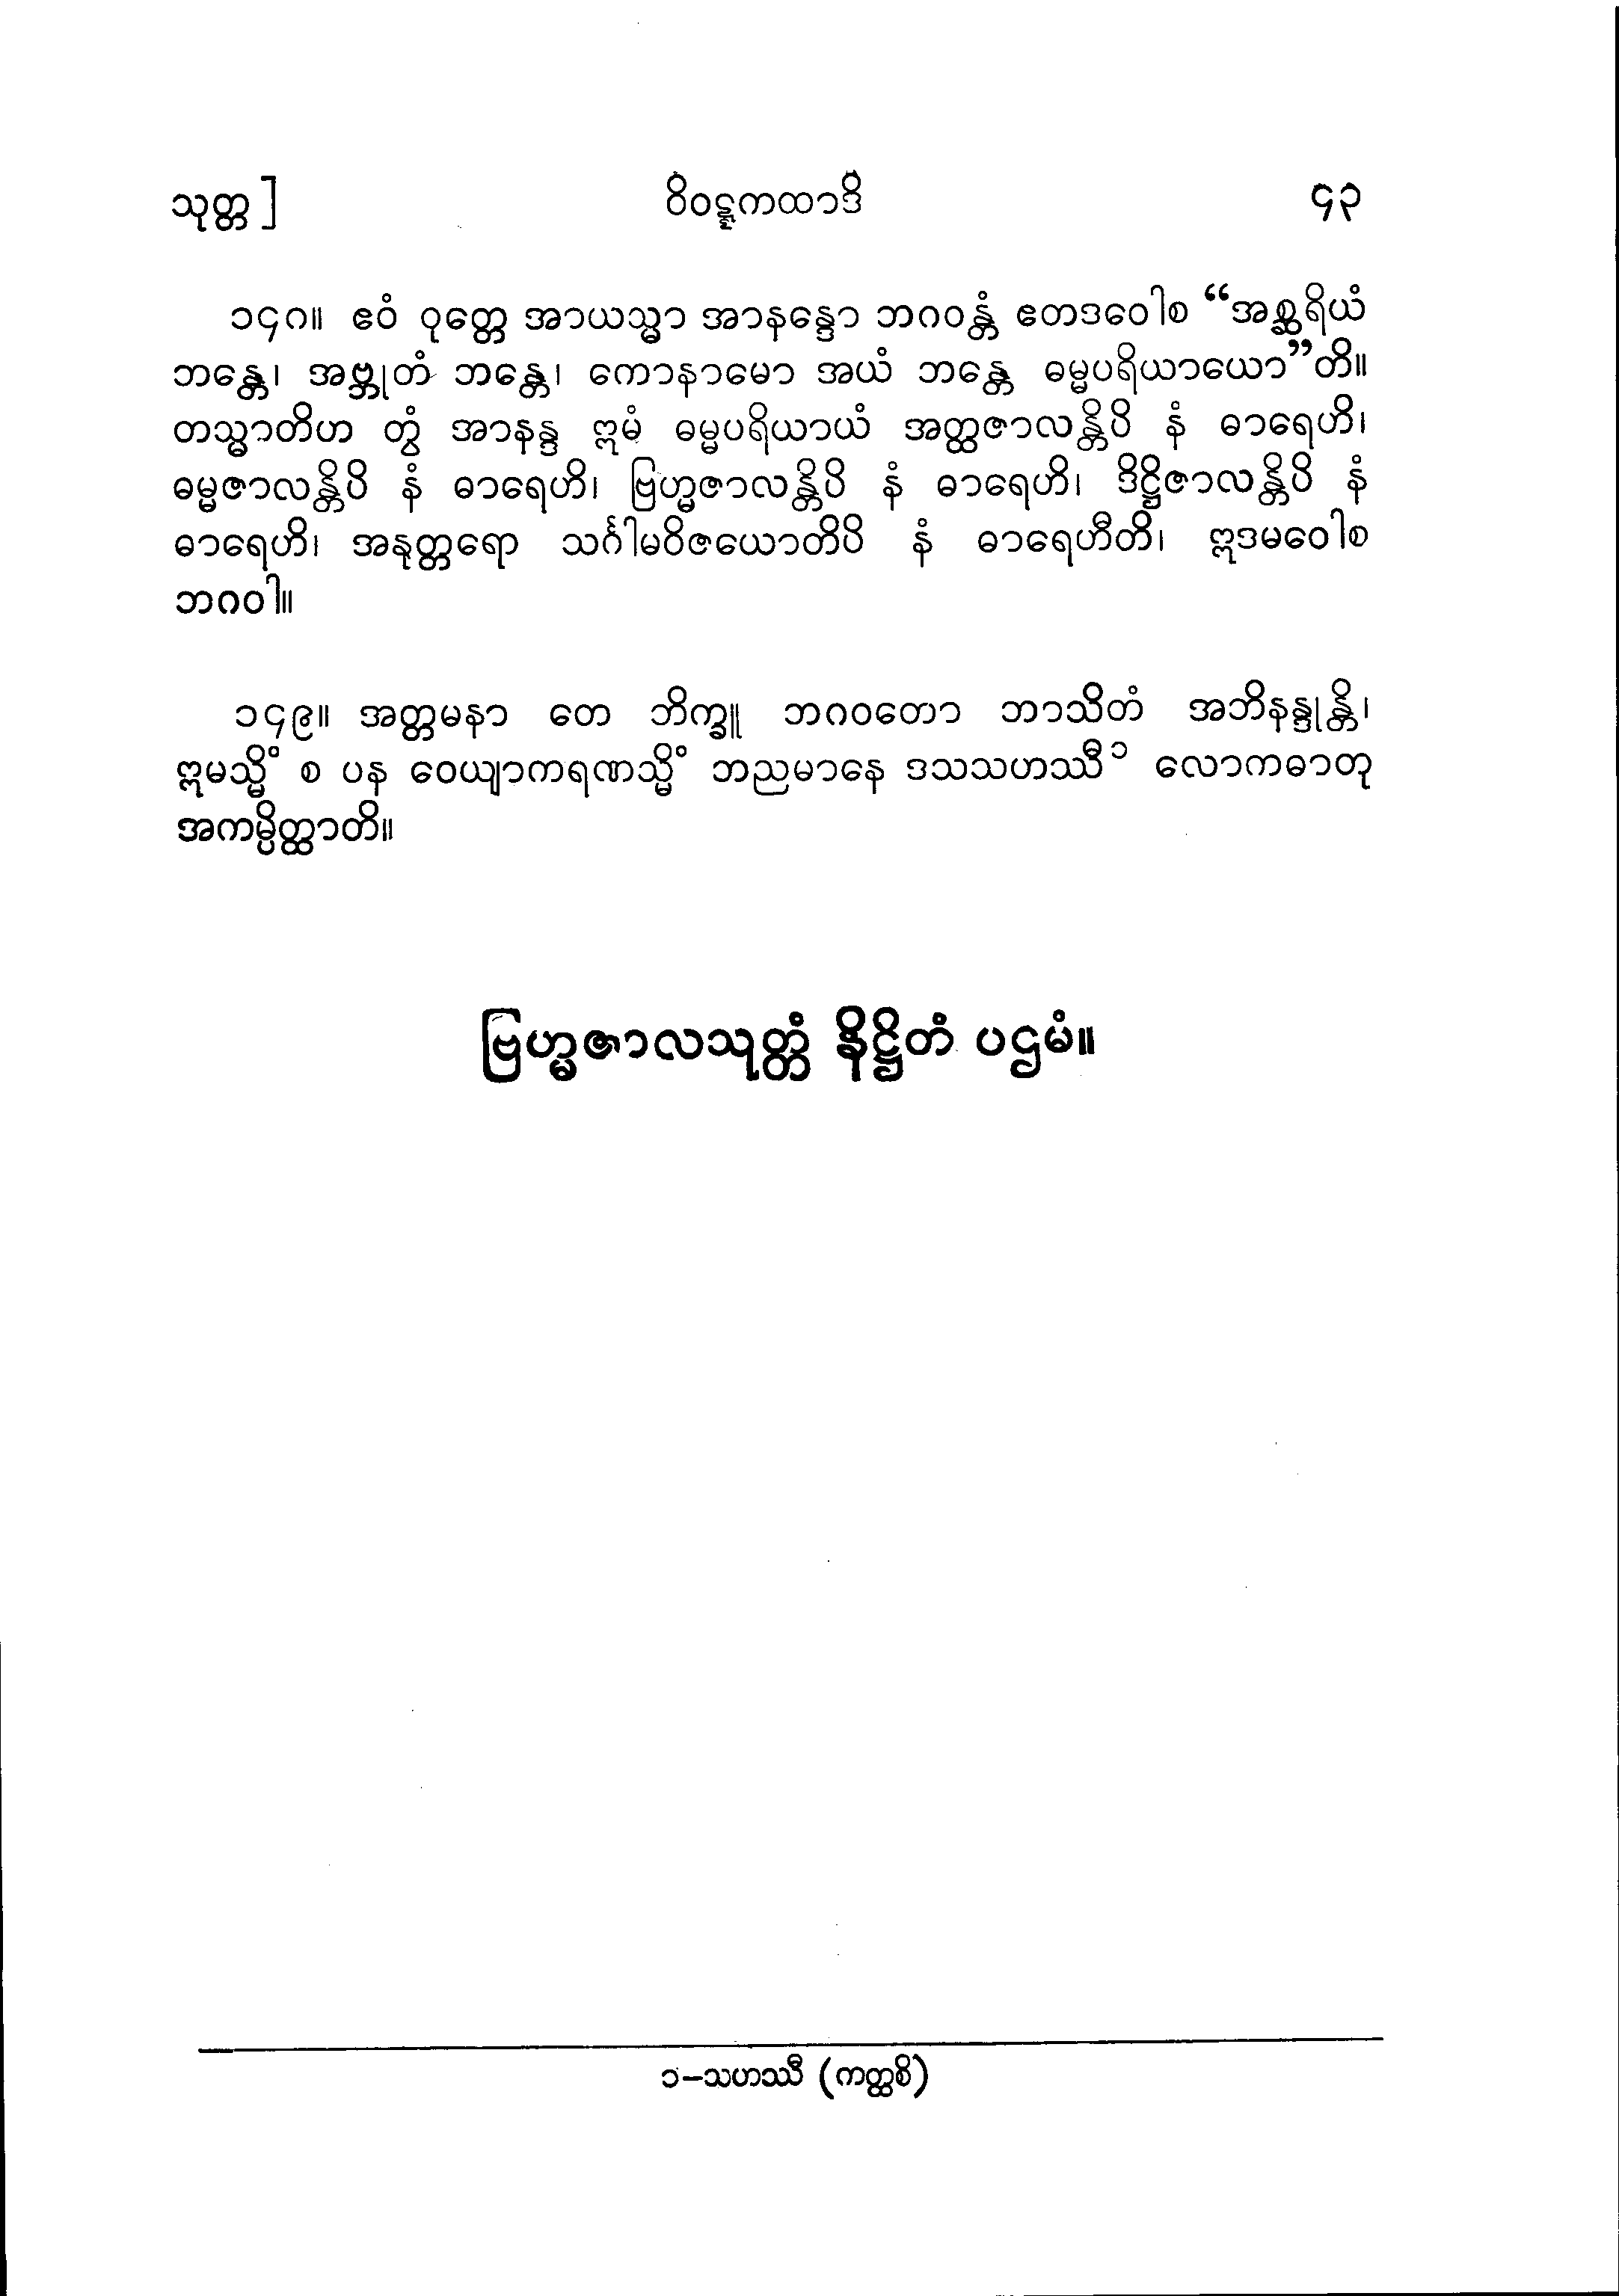 သုတ္တ] ဝိဝဋ္ဋကထာဒိ ၄၃
၁၄၈။ ဧဝံ ဝုတ္တေ အာယသ္မာ အာနန္ဒော ဘဂဝန္တံ ဧတဒဝေါစ “အစ္ဆရိယံ
ဘန္တေ၊ အဗ္ဘုတံ ဘန္တေ၊ ကောနာမော အယံ ဘန္တေ ဓမ္မပရိယာယော”တိ။
တသ္မာတိဟ တွံ အာနန္ဒ ဣမံ ဓမ္မပရိယာယံ အတ္ထဇာလန္တိပိ နံ ဓာရေဟိ၊
ဓမ္မဇာလန္တိပိ နံ ဓာရေဟိ၊ ဗြဟ္မဇာလန္တိပိ နံ ဓာရေဟိ၊ ဒိဋ္ဌိဇာလန္တိပိ နံ
ဓာရေဟိ၊ အနုတ္တရော သင်္ဂါမဝိဇယောတိပိ နံ ဓာရေဟီတိ၊ ဣဒမဝေါစ
ဘဂဝါ။
၁၄၉။ အတ္တမနာ တေ ဘိက္ခူ ဘဂဝတော ဘာသိတံ အဘိနန္ဒုန္တိ၊
ဣမသ္မိံ စ ပန ဝေယျာကရဏသ္မိံ ဘညမာနေ ဒသသဟဿီ၁ လောကဓာတု
အကမ္ပိတ္ထာတိ။
ဗြဟ္မဇာလသုတ္တံ နိဋ္ဌိတံ ပဌမံ။
၁–သဟဿီ (ကတ္ထစိ)